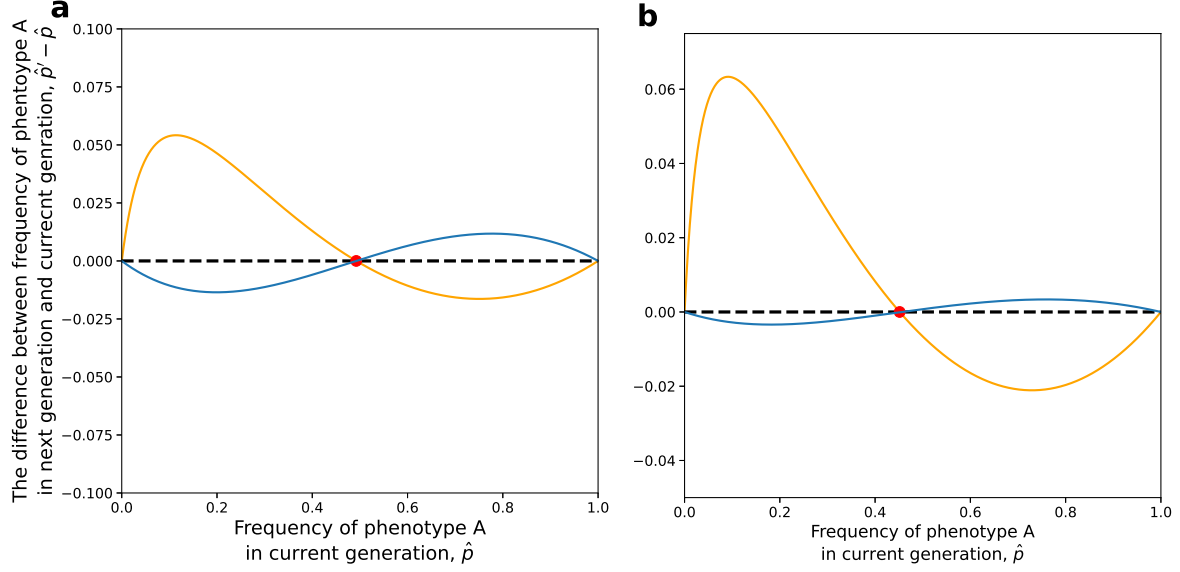 a
The difference between frequency of phentoype A
in next generation and currecnt genration, p̂′ − p̂
0.100
0.075
0.050
0.025
0.000
−0.025
−0.050
−0.075
−0.100
0.0 0.2 0.4 0.6 0.8 1.0
Frequency of phenotype A
in current generation, p̂
b
0.06
0.04
0.02
0.00
−0.02
−0.04
0.0 0.2 0.4 0.6 0.8 1.0
Frequency of phenotype A
in current generation, p̂